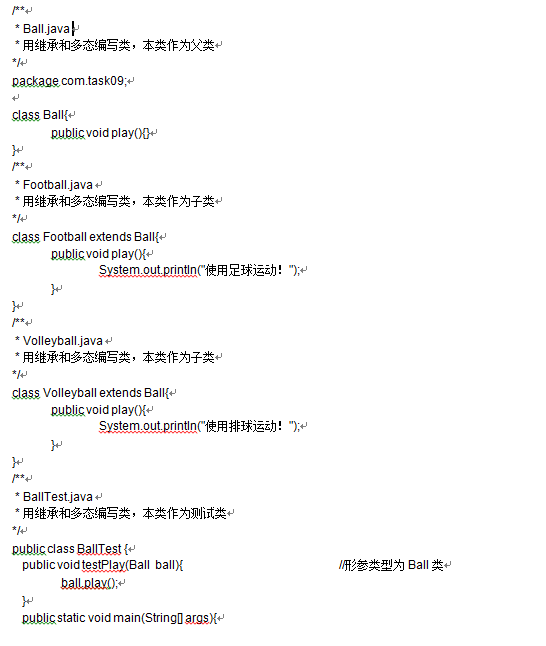 /**
 * Ball.java
 * 用继承和多态编写类，本类作为父类
*/
package com.task09;
class Ball{
public void play(){}
}
/**
 * Football.java
 * 用继承和多态编写类，本类作为子类
*/
class Football extends Ball{
public void play(){
System.out.println("使用足球运动！");
}
}
/**
 * Volleyball.java
 * 用继承和多态编写类，本类作为子类
*/
class Volleyball extends Ball{
public void play(){
System.out.println("使用排球运动！");
}
}
/**
 * BallTest.java
 * 用继承和多态编写类，本类作为测试类
*/
public class BallTest {
public void testPlay(Ball  ball){ //形参类型为 Ball 类
ball.play();
}
public static void main(String[] args){